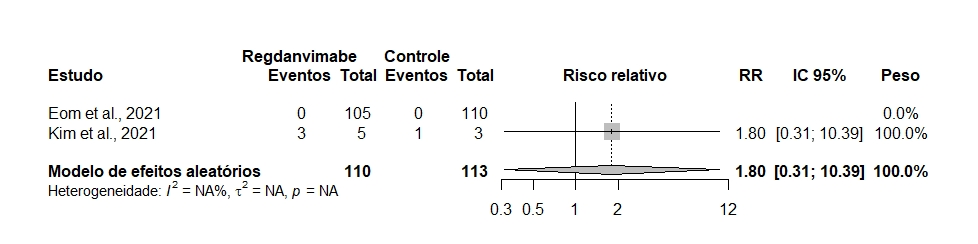 Regdanvimabe Controle
Estudo Eventos Total Eventos Total Risco relativo RR IC 95% Peso
Eom et al., 2021 0 105 0 110 0.0%
Kim et al., 2021 3 5 1 3 1.80 [0.31; 10.39] 100.0%
Modelo de efeitos aleatórios 110 113 1.80 [0.31; 10.39] 100.0%
Heterogeneidade: I² = NA%, τ² = NA, p = NA
0.3 0.5 1 2 12